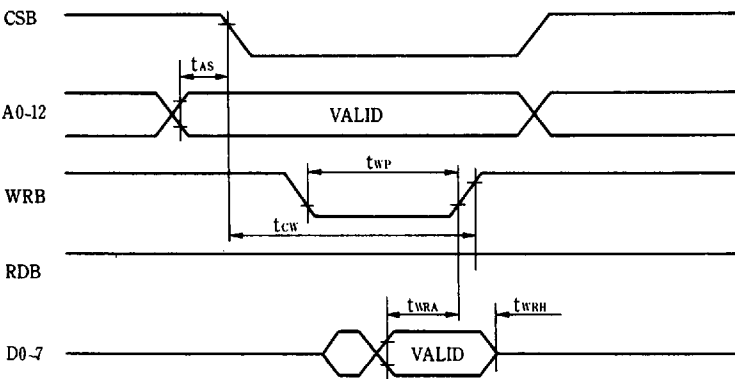 CSB
tAS
A0-12
VALID
tWP
WRB
tCW
RDB
tWRA
tWRH
D0-7
VALID